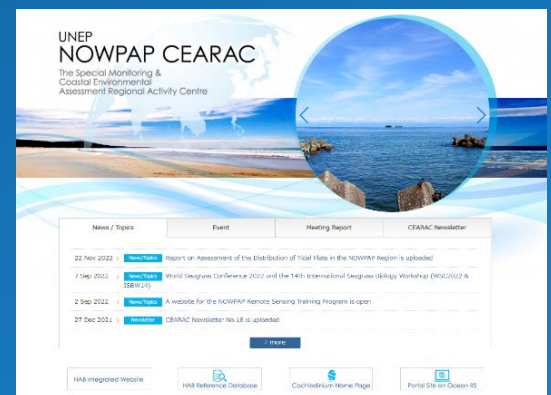 UNEP
NOWPAP CEARAC
The Special Monitoring &
Coastal Environmental
Assessment Regional Activity Centre
News / Topics
Event
Meeting Report
CEARAC Newsletter
22 Nov 2022 News/Topics Report on Assessment of the Distribution of Tidal Flats in the NOWPAP Region is uploaded
7 Sep 2022 News/Topics World Seagrass Conference 2022 and the 14th International Seagrass Biology Workshop (WSC2022 &
ISBW14)
2 Sep 2022 News/Topics A website for the NOWPAP Remote Sensing Training Program is open
27 Dec 2021 Newsletter CEARAC Newsletter No.18 is uploaded
> more
HAB Integrated Website
HAB Reference Database
Cochlodinium Home Page
Portal Site on Ocean RS